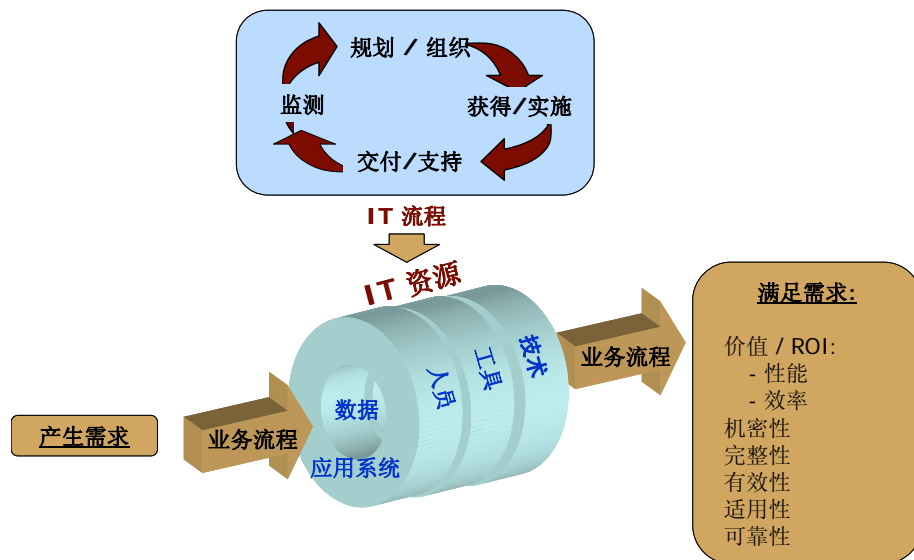 规划 / 组织
监测
获得/实施
交付/支持
IT 流程
IT 资源
技术
工具
人员
数据
应用系统
产生需求
业务流程
业务流程
满足需求:
价值 / ROI:
- 性能
- 效率
机密性
完整性
有效性
适用性
可靠性